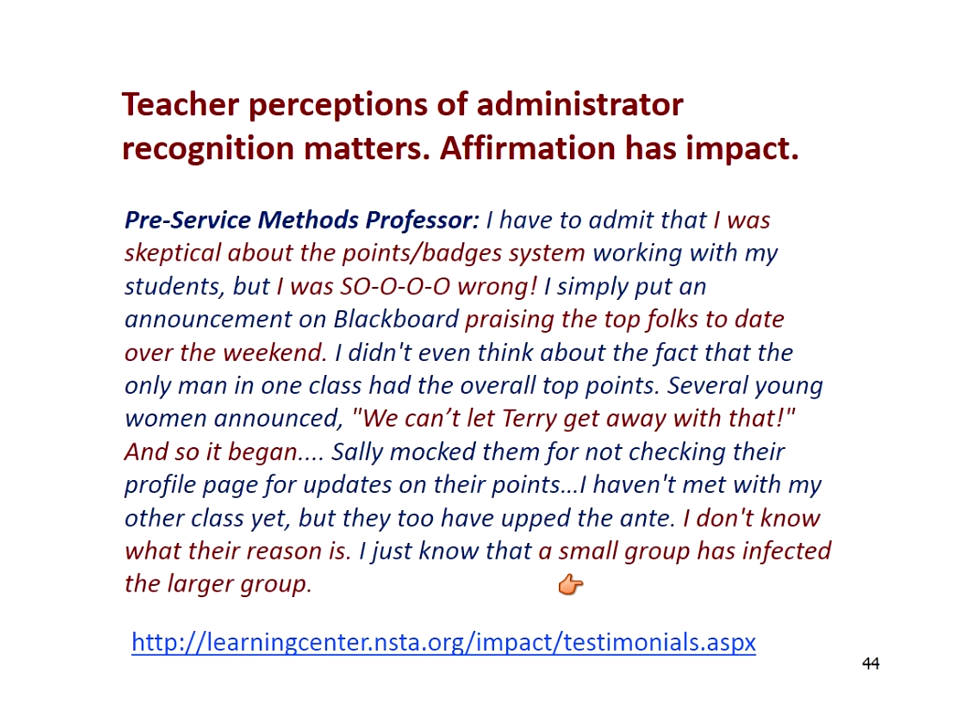 Teacher perceptions of administrator
recognition matters. Affirmation has impact.
Pre-Service Methods Professor: I have to admit that I was
skeptical about the points/badges system working with my
students, but I was SO-O-O-O wrong! I simply put an
announcement on Blackboard praising the top folks to date
over the weekend. I didn't even think about the fact that the
only man in one class had the overall top points. Several young
women announced, "We can’t let Terry get away with that!"
And so it began.... Sally mocked them for not checking their
profile page for updates on their points…I haven't met with my
other class yet, but they too have upped the ante. I don't know
what their reason is. I just know that a small group has infected
the larger group.
http://learningcenter.nsta.org/impact/testimonials.aspx
44